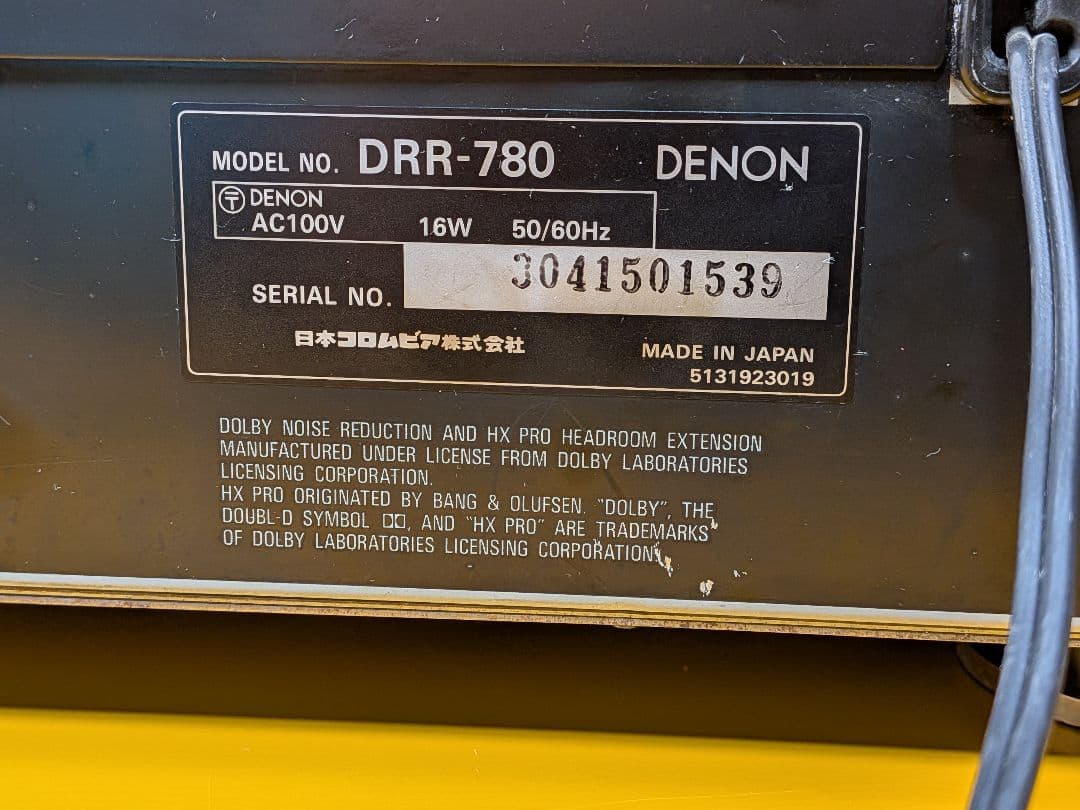 MODEL NO. DRR-780 DENON
〒 DENON
AC100V 16W 50/60Hz
SERIAL NO. 3041501539
日本コロムビア株式会社 MADE IN JAPAN
5131923019
DOLBY NOISE REDUCTION AND HX PRO HEADROOM EXTENSION
MANUFACTURED UNDER LICENSE FROM DOLBY LABORATORIES
LICENSING CORPORATION.
HX PRO ORIGINATED BY BANG & OLUFSEN. "DOLBY", THE
DOUBL-D SYMBOL, AND "HX PRO" ARE TRADEMARKS
OF DOLBY LABORATORIES LICENSING CORPORATION.